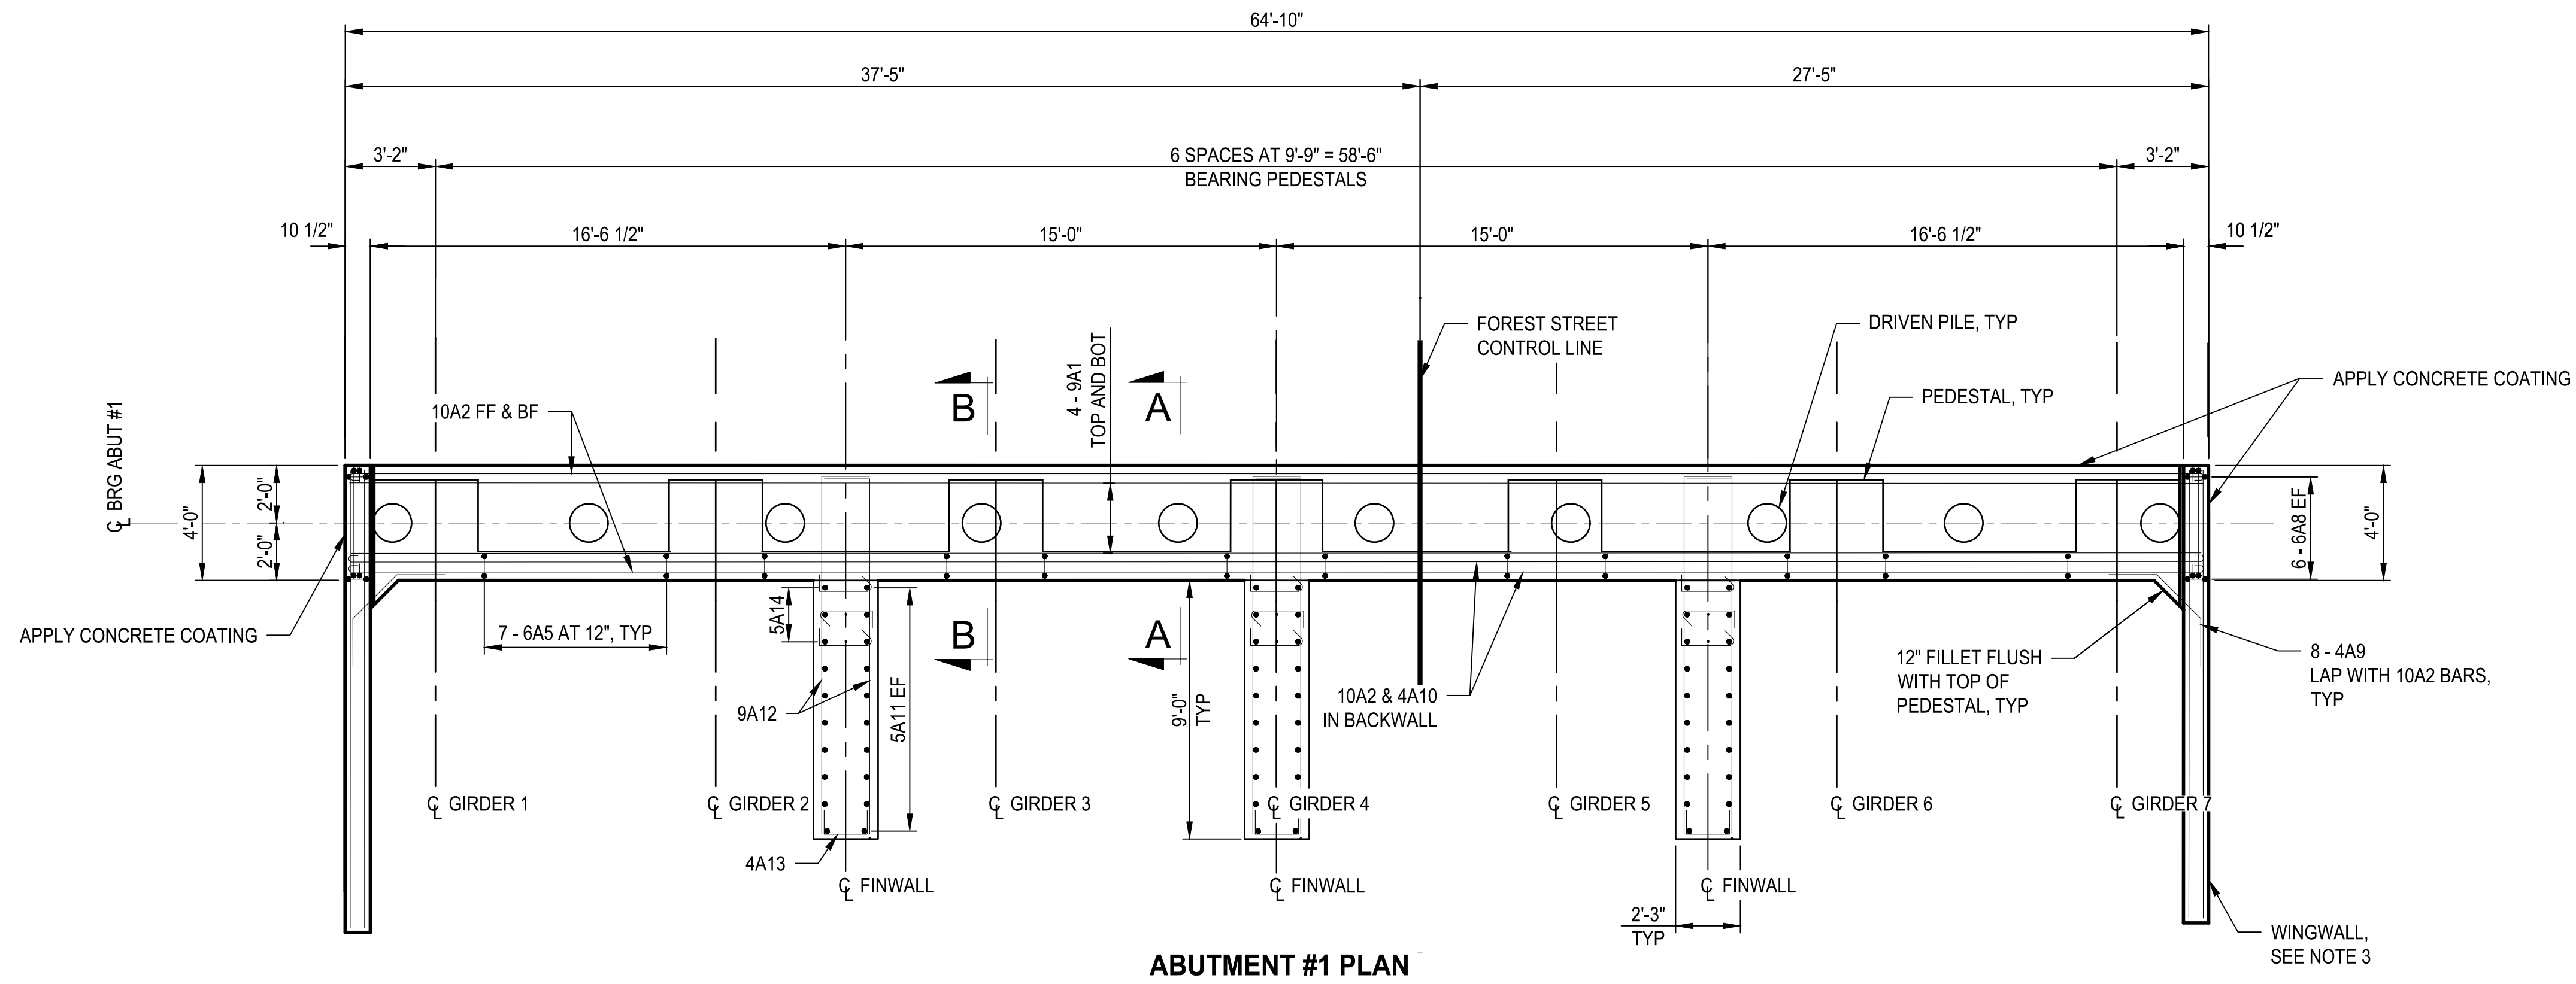 64'-10"
37'-5"
27'-5"
3'-2"
6 SPACES AT 9'-9" = 58'-6"
BEARING PEDESTALS
3'-2"
10 1/2"
16'-6 1/2"
15'-0"
15'-0"
16'-6 1/2"
10 1/2"
FOREST STREET
CONTROL LINE
DRIVEN PILE, TYP
PEDESTAL, TYP
APPLY CONCRETE COATING
℄ BRG ABUT #1
10A2 FF & BF
B
A
4 - 9A1
TOP AND BOT
4'-0"
2'-0"
2'-0"
6 - 6A8 EF
4'-0"
APPLY CONCRETE COATING
7 - 6A5 AT 12", TYP
5A14
5A11 EF
9A12
B
A
9'-0"
TYP
10A2 & 4A10
IN BACKWALL
12" FILLET FLUSH
WITH TOP OF
PEDESTAL, TYP
8 - 4A9
LAP WITH 10A2 BARS,
TYP
℄ GIRDER 1
℄ GIRDER 2
℄ GIRDER 3
℄ GIRDER 4
℄ GIRDER 5
℄ GIRDER 6
℄ GIRDER 7
4A13
℄ FINWALL
℄ FINWALL
℄ FINWALL
2'-3"
TYP
WINGWALL,
SEE NOTE 3
ABUTMENT #1 PLAN